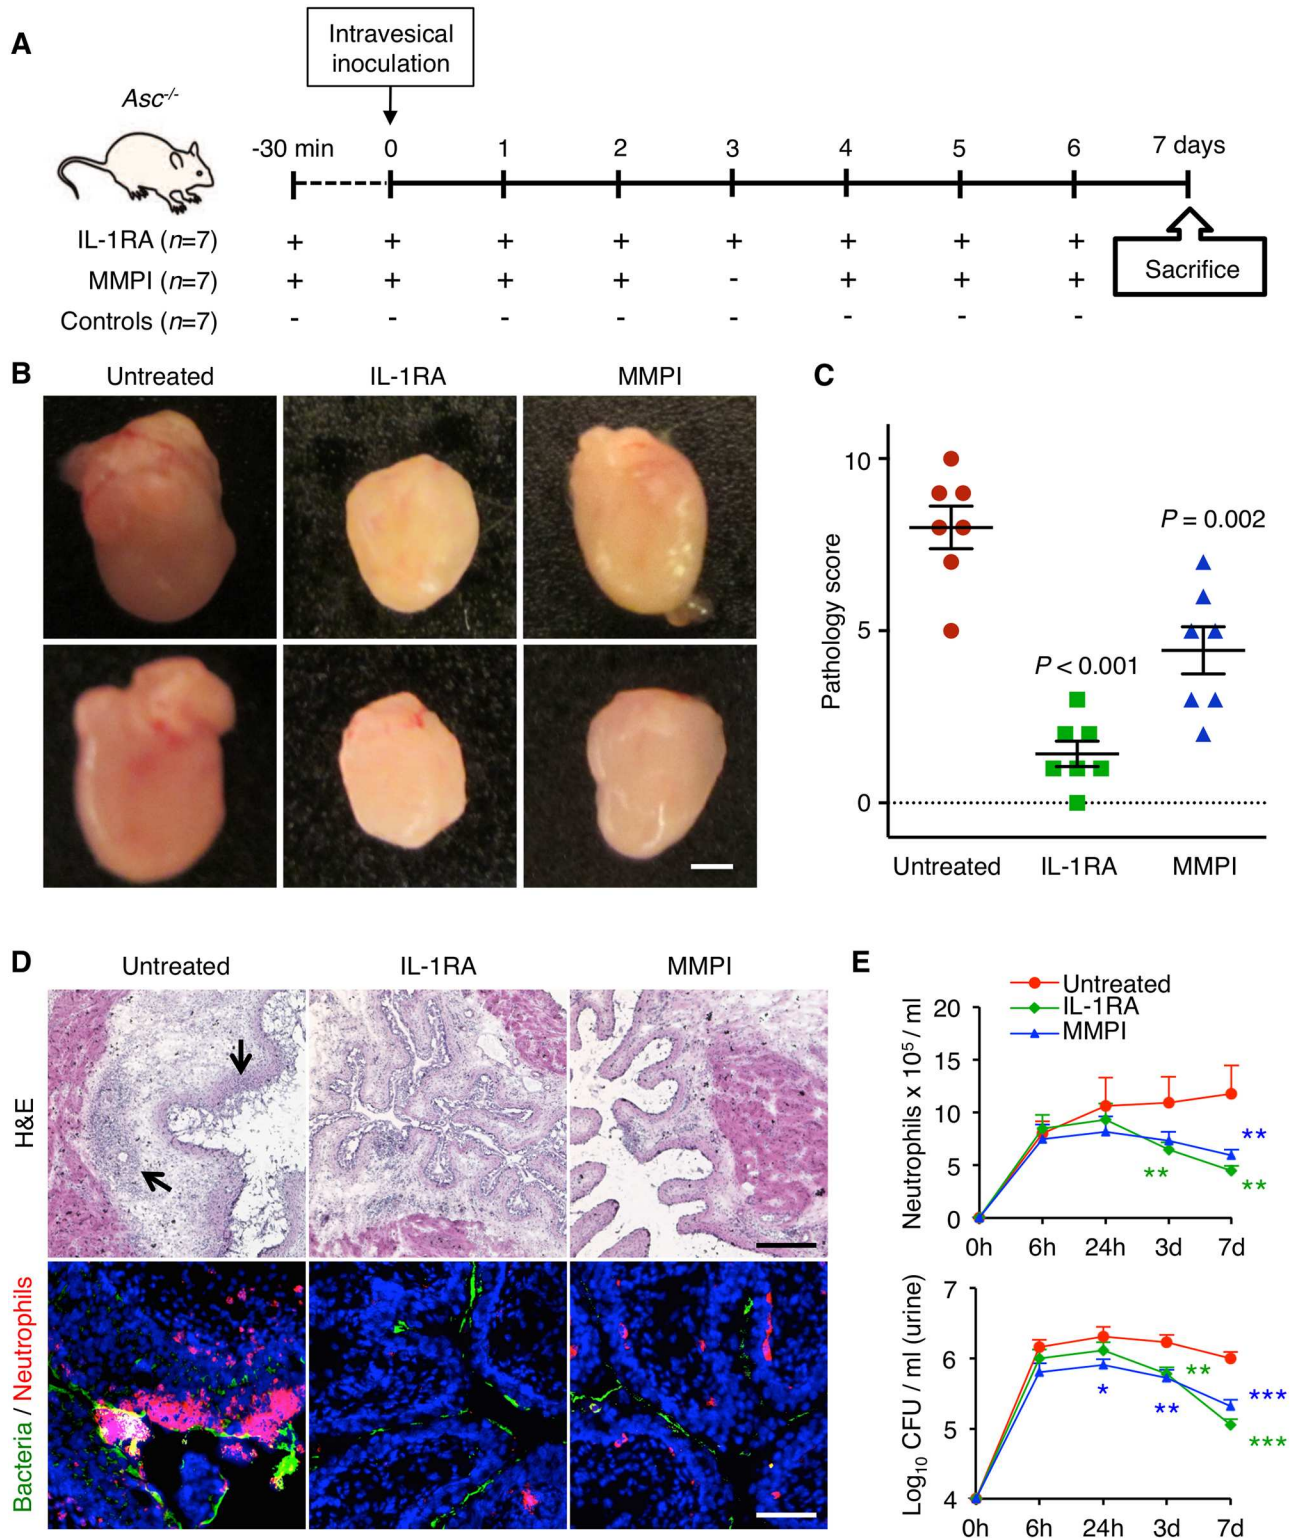 A
Intravesical
inoculation
Asc-/-
-30 min 0 1 2 3 4 5 6 7 days
IL-1RA (n=7) + + + + + + + +
MMPI (n=7) + + + + - + + +
Controls (n=7) - - - - - - - -
Sacrifice
B
Untreated IL-1RA MMPI
C
Pathology score
10
5
0
P < 0.001
P = 0.002
Untreated IL-1RA MMPI
D
Untreated IL-1RA MMPI
H&E
Bacteria / Neutrophils
E
Untreated
IL-1RA
MMPI
Neutrophils x 10⁵ / ml
20
15
10
5
0
**
**
**
0h 6h 24h 3d 7d
Log₁₀ CFU / ml (urine)
7
6
5
4
*
**
**
***
***
0h 6h 24h 3d 7d